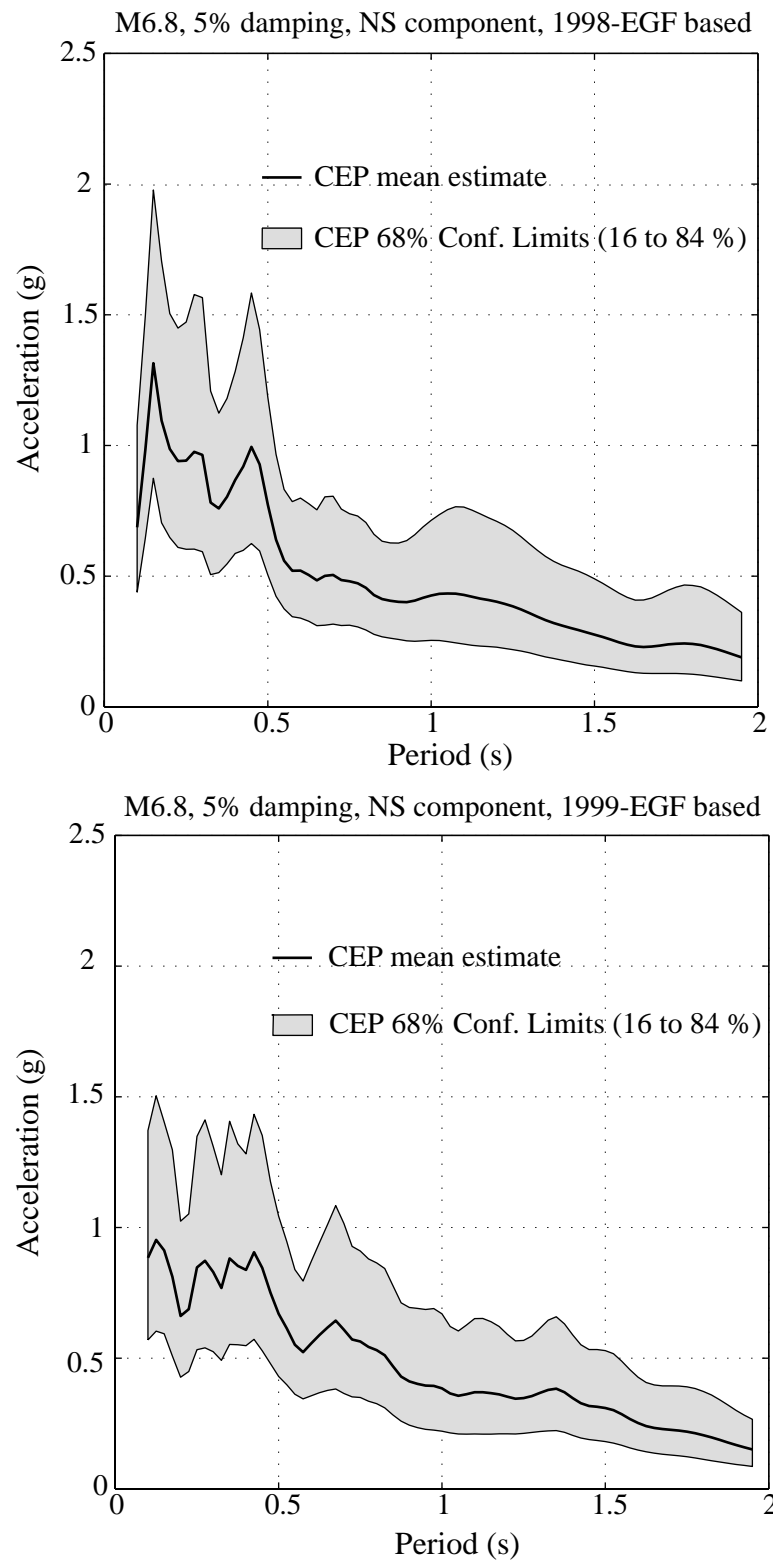 M6.8, 5% damping, NS component, 1998-EGF based
2.5
CEP mean estimate
2
CEP 68% Conf. Limits (16 to 84 %)
1.5
Acceleration (g)
1
0.5
0
0 0.5 1 1.5 2
Period (s)
M6.8, 5% damping, NS component, 1999-EGF based
2.5
CEP mean estimate
2
CEP 68% Conf. Limits (16 to 84 %)
1.5
Acceleration (g)
1
0.5
0
0 0.5 1 1.5 2
Period (s)